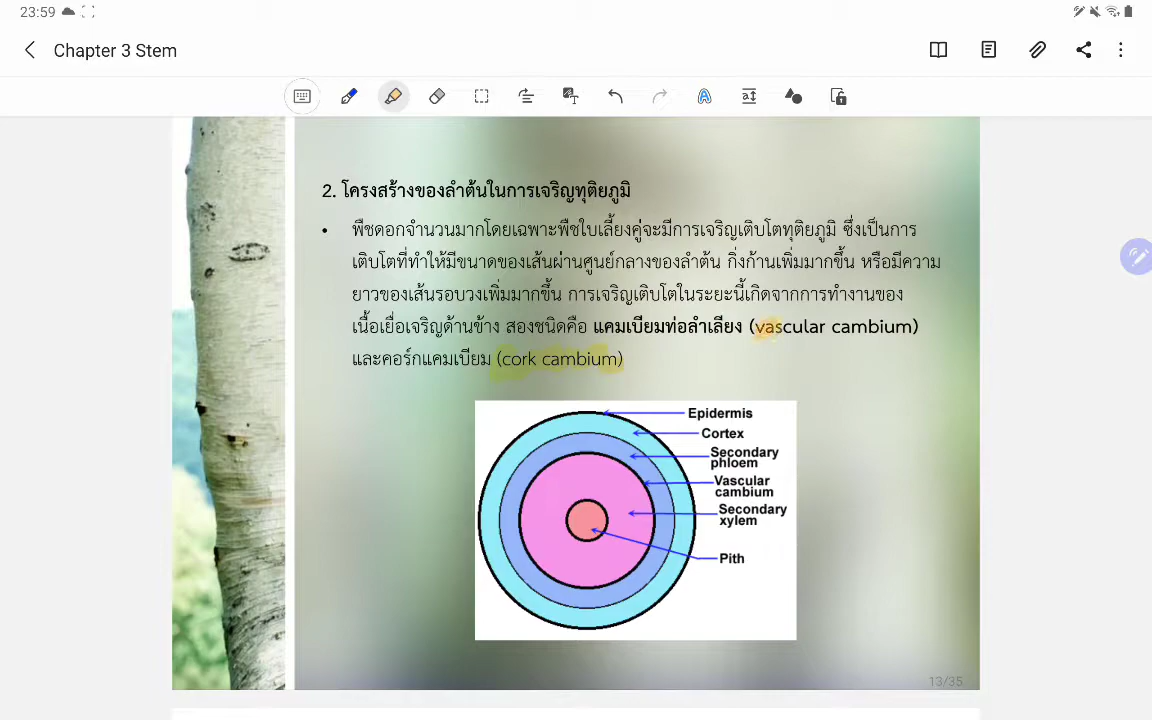 23:59
Chapter 3 Stem
2. โครงสร้างของลำต้นในการเจริญทุติยภูมิ
• พืชดอกจำนวนมากโดยเฉพาะพืชใบเลี้ยงคู่จะมีการเจริญเติบโตทุติยภูมิ ซึ่งเป็นการ
เติบโตที่ทำให้มีขนาดของเส้นผ่านศูนย์กลางของลำต้น กิ่งก้านเพิ่มมากขึ้น หรือมีความ
ยาวของเส้นรอบวงเพิ่มมากขึ้น การเจริญเติบโตในระยะนี้เกิดจากการทำงานของ
เนื้อเยื่อเจริญด้านข้าง สองชนิดคือ แคมเบียมท่อลำเลียง (vascular cambium)
และคอร์กแคมเบียม (cork cambium)
Epidermis
Cortex
Secondary
phloem
Vascular
cambium
Secondary
xylem
Pith
13/35